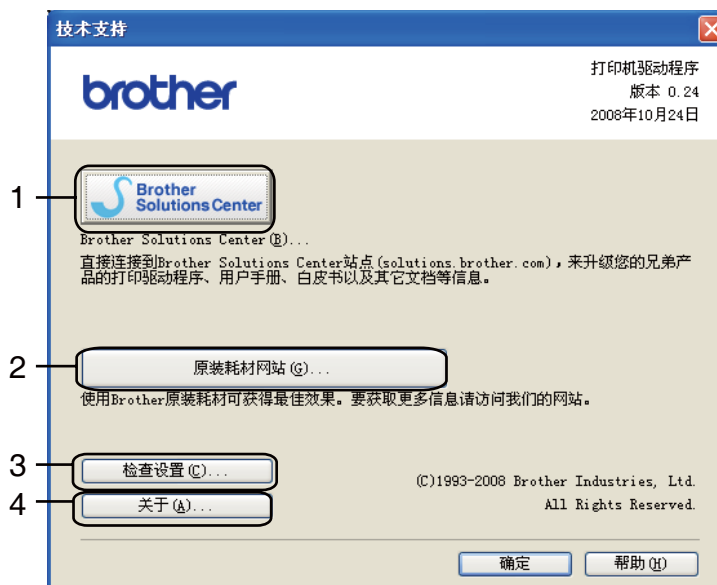 技术支持
brother
打印机驱动程序
版本 0.24
2008年10月24日
1
Brother
Solutions Center
Brother Solutions Center(B)...
直接连接到Brother Solutions Center站点(solutions.brother.com)，来升级您的兄弟产
品的打印驱动程序、用户手册、白皮书以及其它文档等信息。
2
原装耗材网站(G)...
使用Brother原装耗材可获得最佳效果。要获取更多信息请访问我们的网站。
3
检查设置(C)...
4
关于(A)...
(C)1993-2008 Brother Industries, Ltd.
All Rights Reserved.
确定
帮助(H)